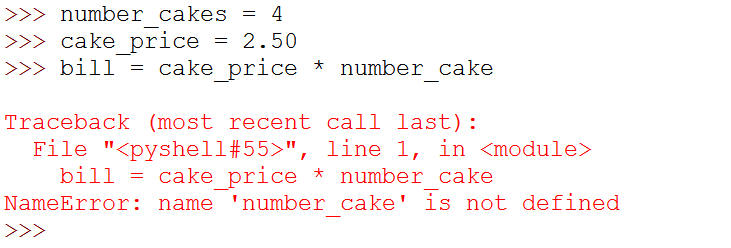 >>> number_cakes = 4
>>> cake_price = 2.50
>>> bill = cake_price * number_cake

Traceback (most recent call last):
  File "<pyshell#55>", line 1, in <module>
    bill = cake_price * number_cake
NameError: name 'number_cake' is not defined
>>>